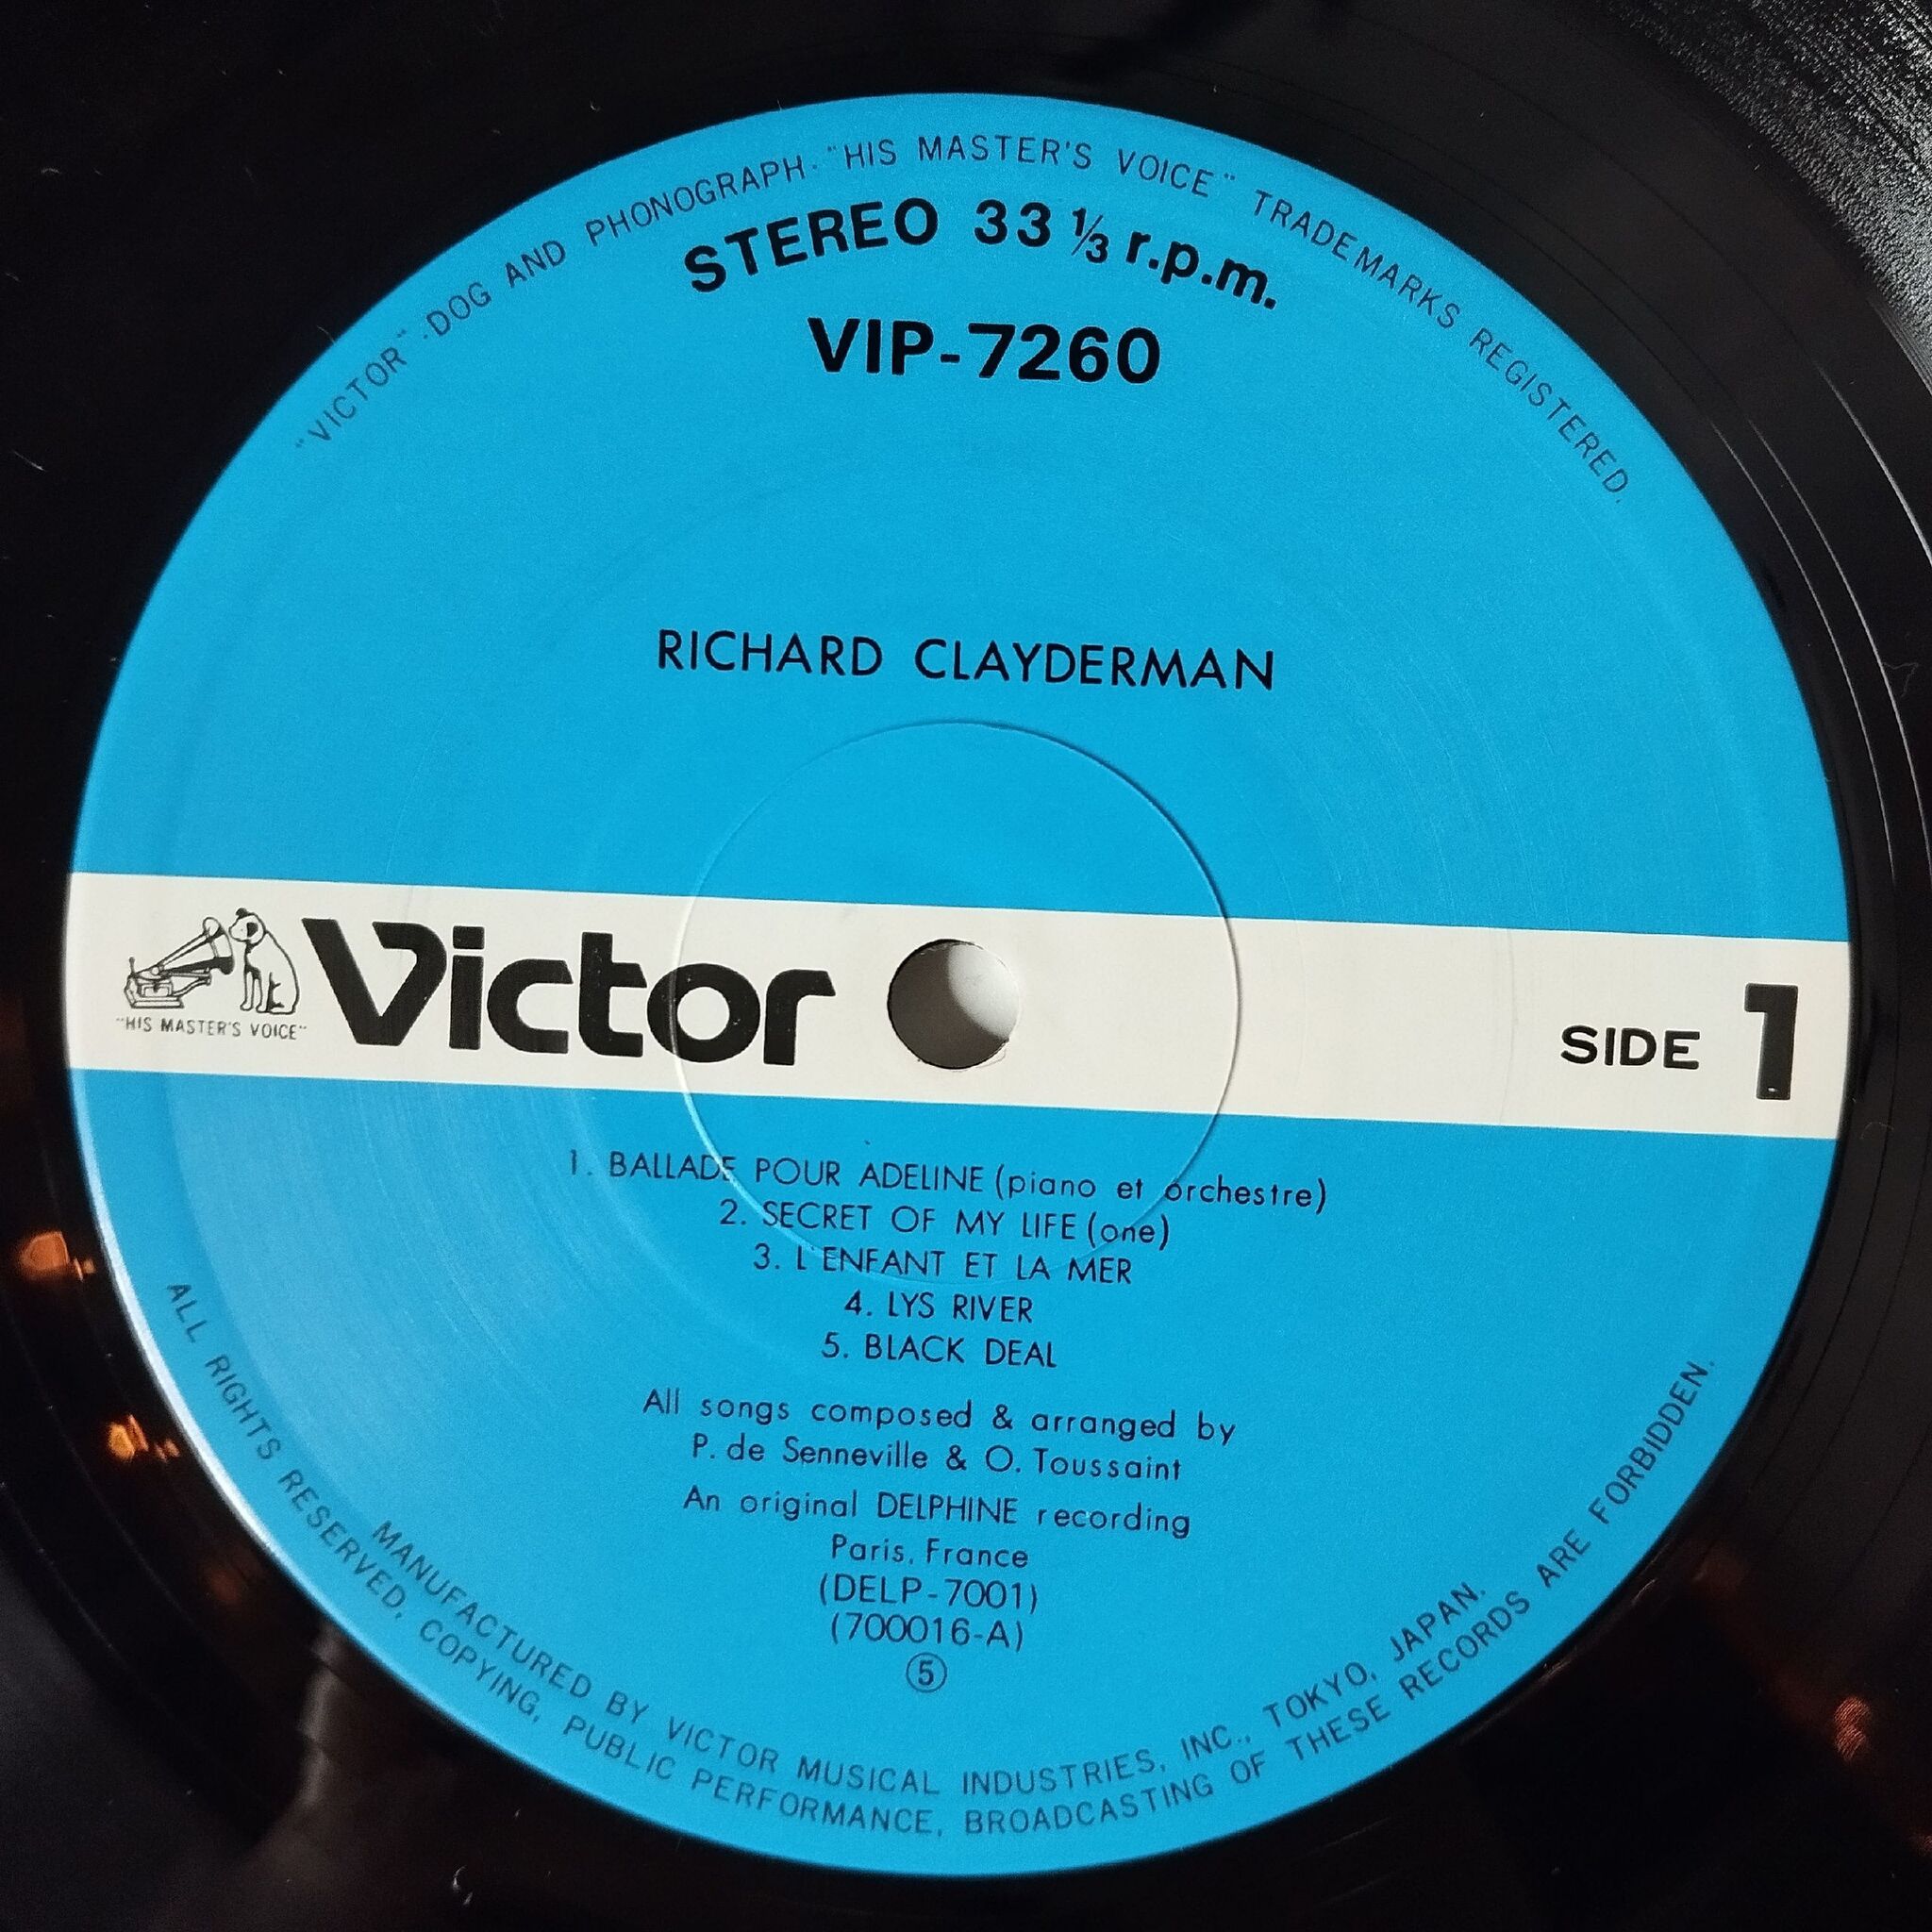 "VICTOR"·DOG AND PHONOGRAPH·"HIS MASTER'S VOICE" TRADEMARKS REGISTERED.
STEREO 33 ⅓ r.p.m.
VIP-7260
RICHARD CLAYDERMAN
"HIS MASTER'S VOICE"
Victor
SIDE 1
1. BALLADE POUR ADELINE (piano et orchestre)
2. SECRET OF MY LIFE (one)
3. L'ENFANT ET LA MER
4. LYS RIVER
5. BLACK DEAL
All songs composed & arranged by
P. de Senneville & O. Toussaint
An original DELPHINE recording
Paris. France
(DELP-7001)
(700016-A)
⑤
MANUFACTURED BY VICTOR MUSICAL INDUSTRIES, INC., TOKYO, JAPAN.
ALL RIGHTS RESERVED, COPYING, PUBLIC PERFORMANCE, BROADCASTING OF THESE RECORDS ARE FORBIDDEN.